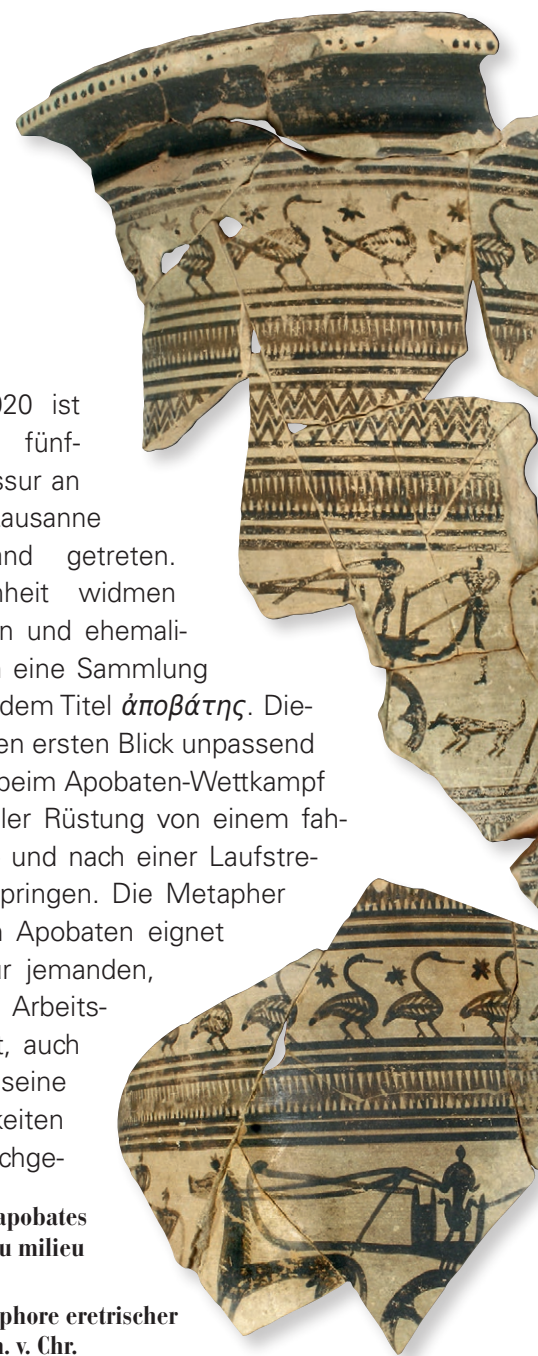 020 ist
fünf-
ssur an
ausanne
and getreten.
nheit widmen
n und ehemali-
eine Sammlung
dem Titel ἀποβάτης. Die-
en ersten Blick unpassend
beim Apobaten-Wettkampf
ler Rüstung von einem fah-
und nach einer Laufstre-
pringen. Die Metapher
Apobaten eignet
r jemanden,
Arbeits-
t, auch
seine
keiten
chge-
apobates
u milieu
phore eretrischer
. v. Chr.